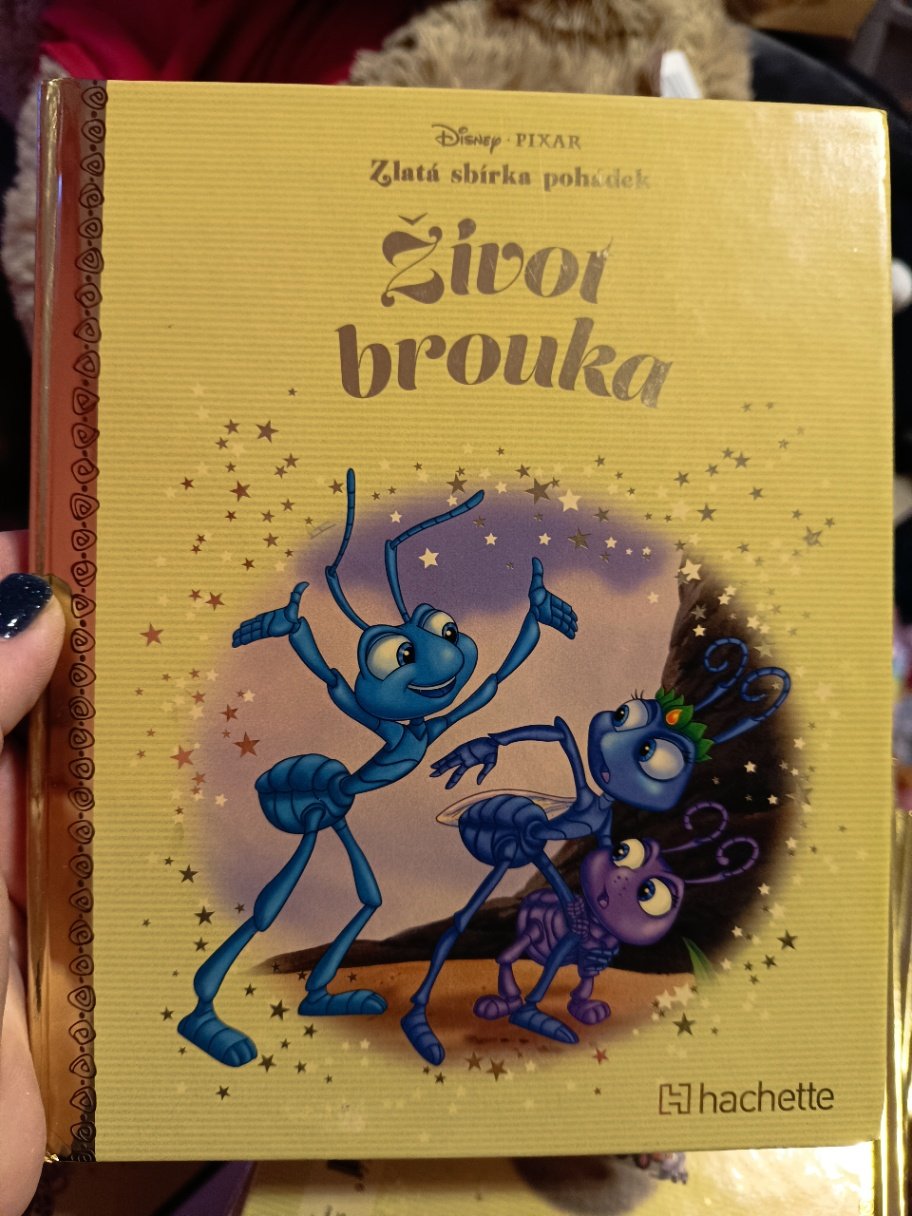 Disney · PIXAR
Zlatá sbírka pohádek
Život
brouka
hachette